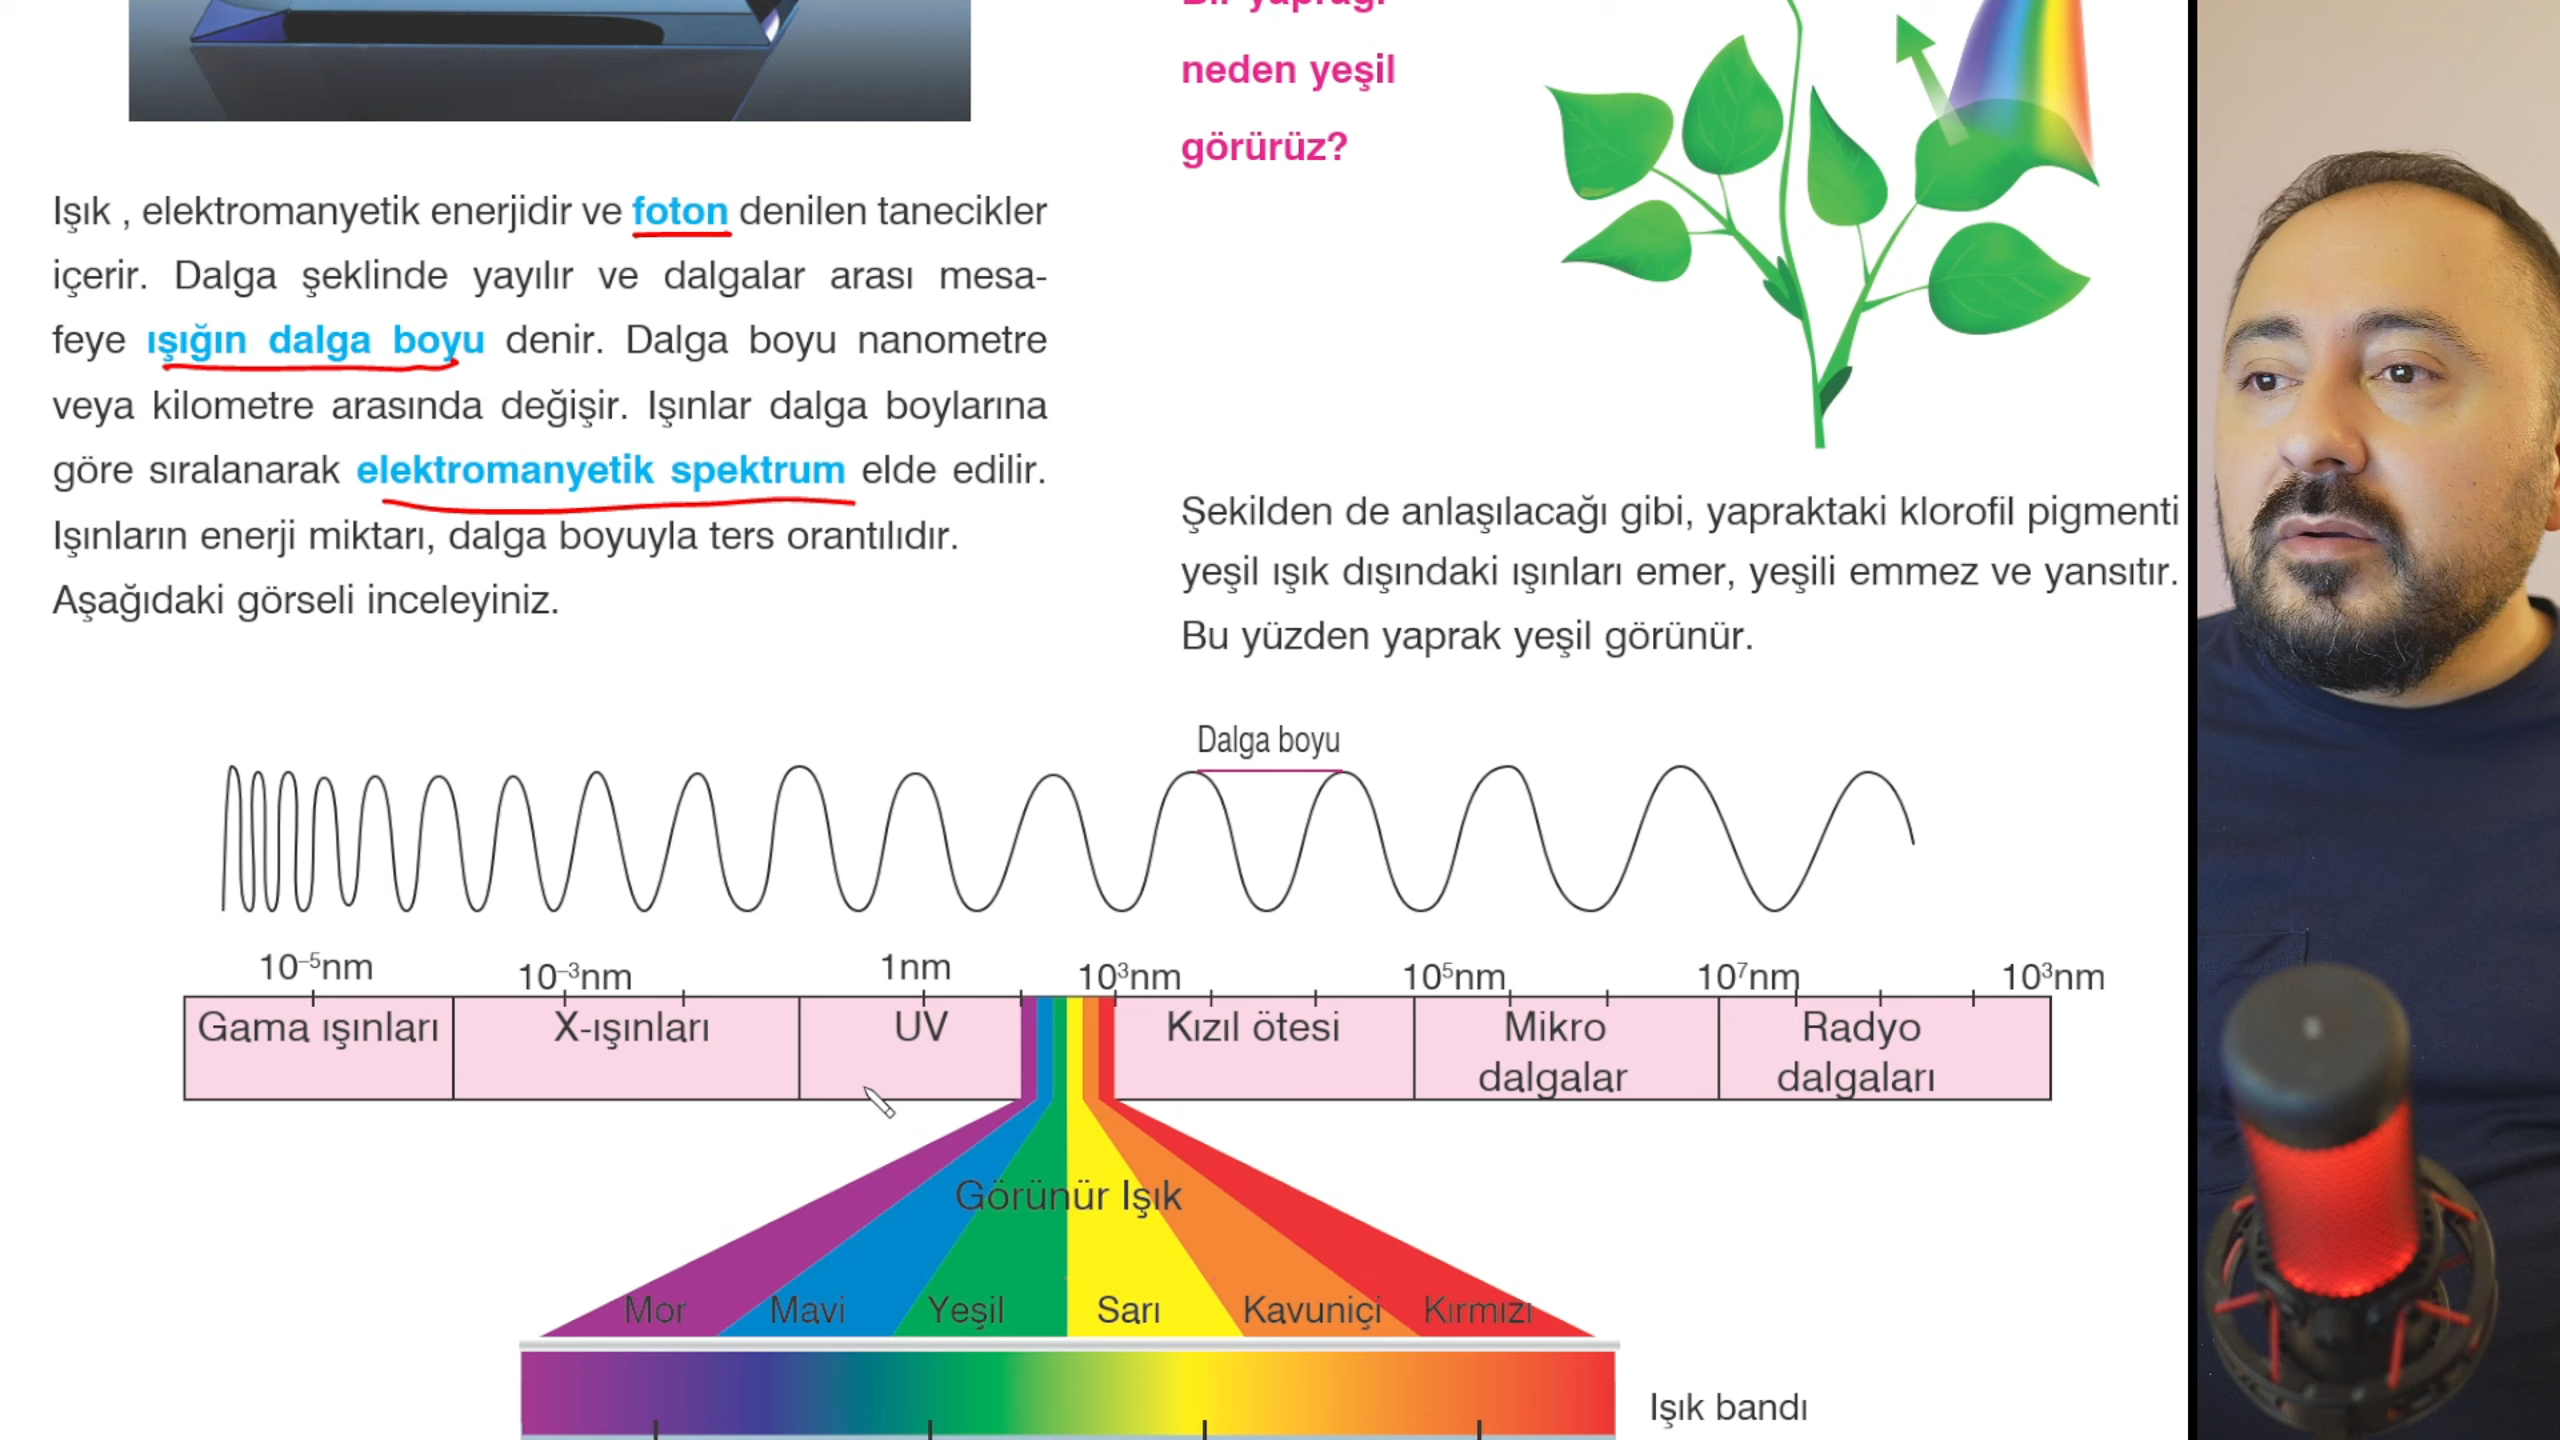 Işık , elektromanyetik enerjidir ve foton denilen tanecikler
içerir. Dalga şeklinde yayılır ve dalgalar arası mesa-
feye ışığın dalga boyu denir. Dalga boyu nanometre
veya kilometre arasında değişir. Işınlar dalga boylarına
göre sıralanarak elektromanyetik spektrum elde edilir.
Işınların enerji miktarı, dalga boyuyla ters orantılıdır.
Aşağıdaki görseli inceleyiniz.
Bir yaprağı
neden yeşil
görürüz?
Şekilden de anlaşılacağı gibi, yapraktaki klorofil pigmenti
yeşil ışık dışındaki ışınları emer, yeşili emmez ve yansıtır.
Bu yüzden yaprak yeşil görünür.
Dalga boyu
10⁻⁵nm 10⁻³nm 1nm 10³nm 10⁵nm 10⁷nm 10³nm
Gama ışınları X-ışınları UV Kızıl ötesi Mikro dalgalar Radyo dalgaları
Görünür Işık
Mor Mavi Yeşil Sarı Kavuniçi Kırmızı
Işık bandı